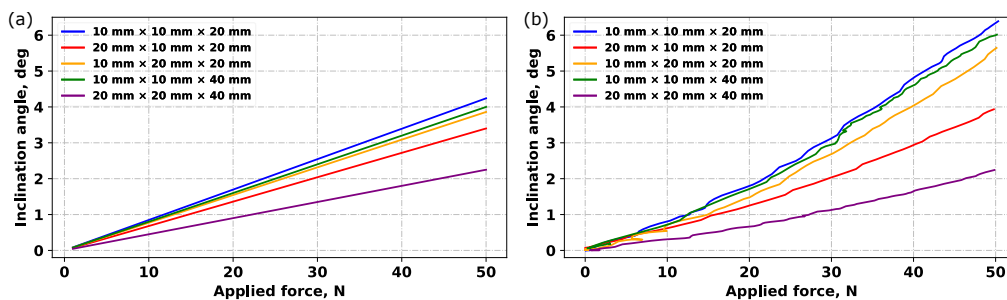 (a)
Inclination angle, deg
6
5
4
3
2
1
0
10 mm × 10 mm × 20 mm
20 mm × 10 mm × 20 mm
10 mm × 20 mm × 20 mm
10 mm × 10 mm × 40 mm
20 mm × 20 mm × 40 mm
0 10 20 30 40 50
Applied force, N
(b)
Inclination angle, deg
6
5
4
3
2
1
0
10 mm × 10 mm × 20 mm
20 mm × 10 mm × 20 mm
10 mm × 20 mm × 20 mm
10 mm × 10 mm × 40 mm
20 mm × 20 mm × 40 mm
0 10 20 30 40 50
Applied force, N